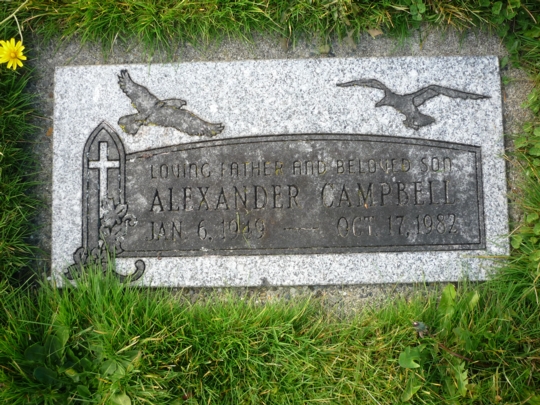 LOVING FATHER AND BELOVED SON
ALEXANDER CAMPBELL
JAN 6, 1949 — OCT. 17, 1982